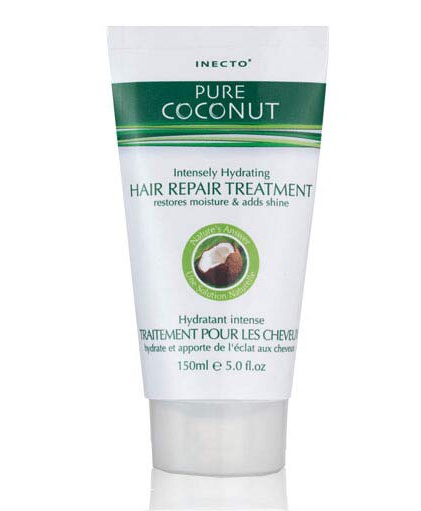 INECTO®
PURE
COCONUT
Intensely Hydrating
HAIR REPAIR TREATMENT
restores moisture & adds shine
Nature's Answer
Une Solution Naturelle
Hydratant intense
TRAITEMENT POUR LES CHEVEUX
hydrate et apporte de l'éclat aux cheveux
150ml e 5.0 fl.oz